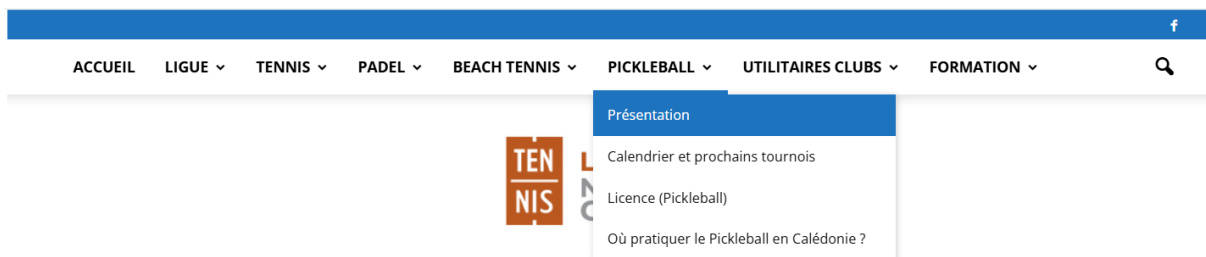 ACCUEIL LIGUE TENNIS PADEL BEACH TENNIS PICKLEBALL UTILITAIRES CLUBS FORMATION
Présentation
Calendrier et prochains tournois
Licence (Pickleball)
Où pratiquer le Pickleball en Calédonie ?
TEN
NIS